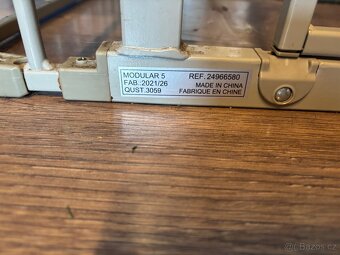 MODULAR 5
FAB.:2021/26
QUST.3059
REF. 24966580
MADE IN CHINA
FABRIQUE EN CHINE
Bazos.cz